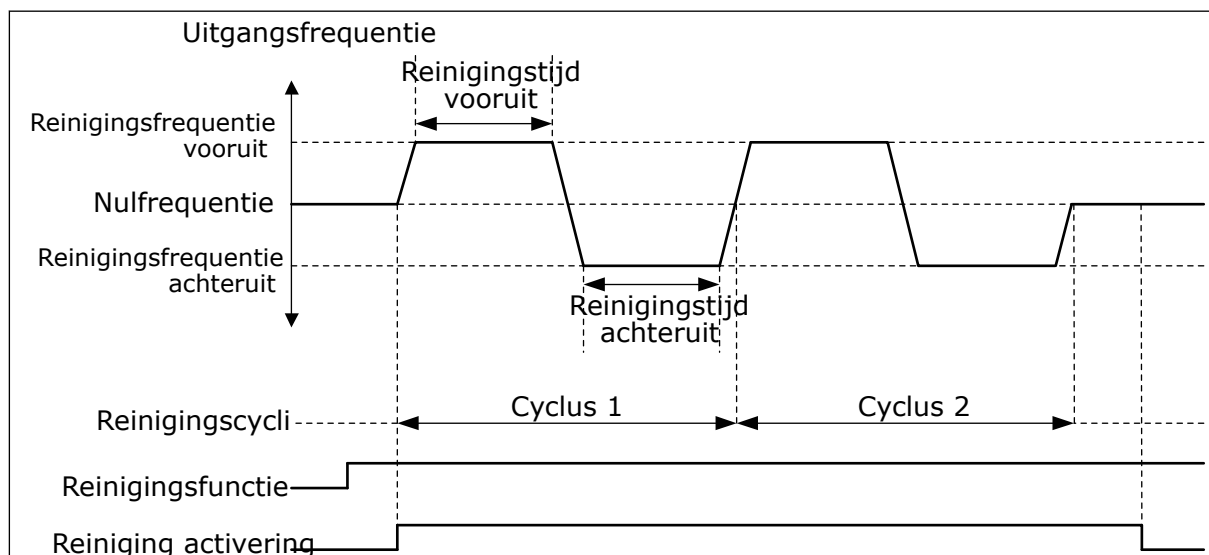 Uitgangsfrequentie
Reinigingstijd
vooruit
Reinigingsfrequentie
vooruit
Nulfrequentie
Reinigingsfrequentie
achteruit
Reinigingstijd
achteruit
Reinigingscycli
Cyclus 1
Cyclus 2
Reinigingsfunctie
Reiniging activering